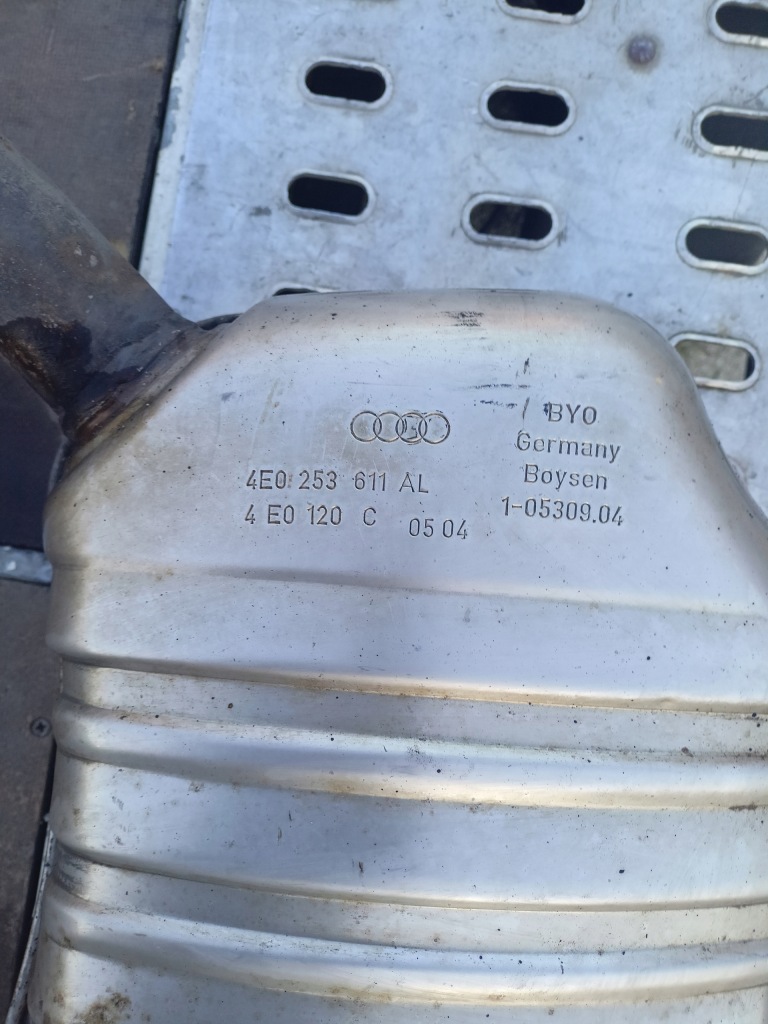 BYO
Germany
Boysen
1-05309.04
4E0 253 611 AL
4 E0 120 C 05 04